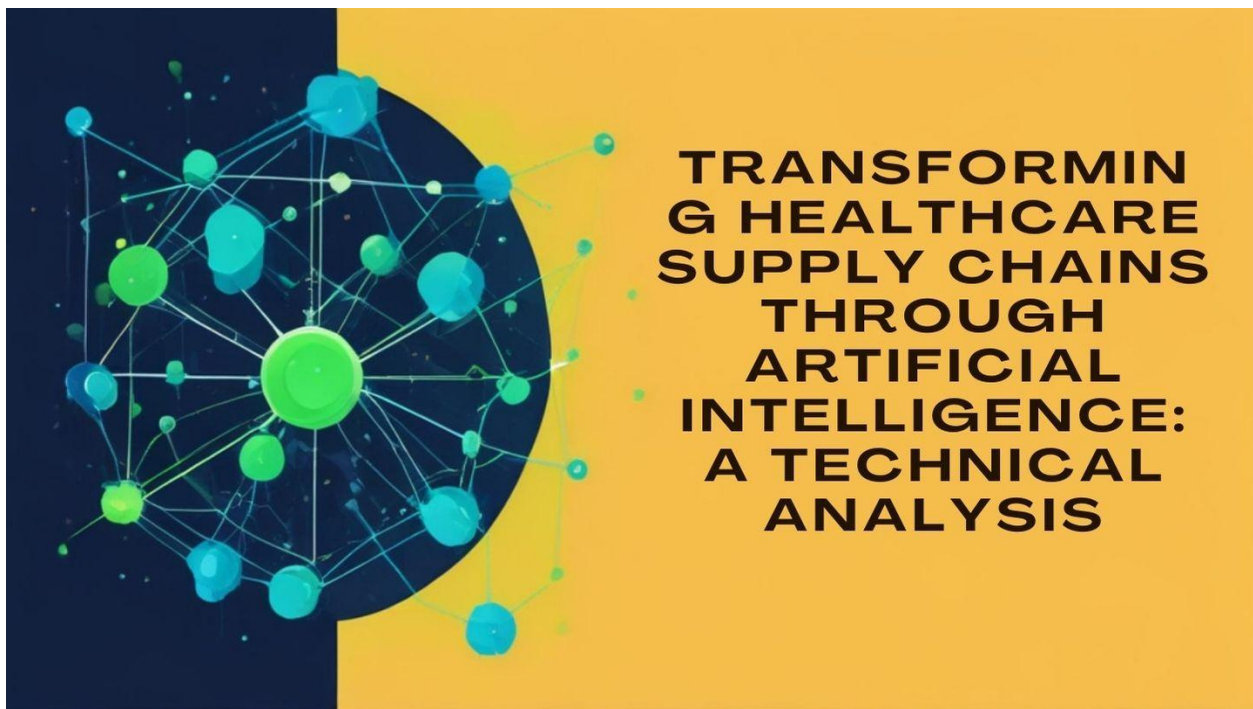 TRANSFORMIN
G HEALTHCARE
SUPPLY CHAINS
THROUGH
ARTIFICIAL
INTELLIGENCE:
A TECHNICAL
ANALYSIS